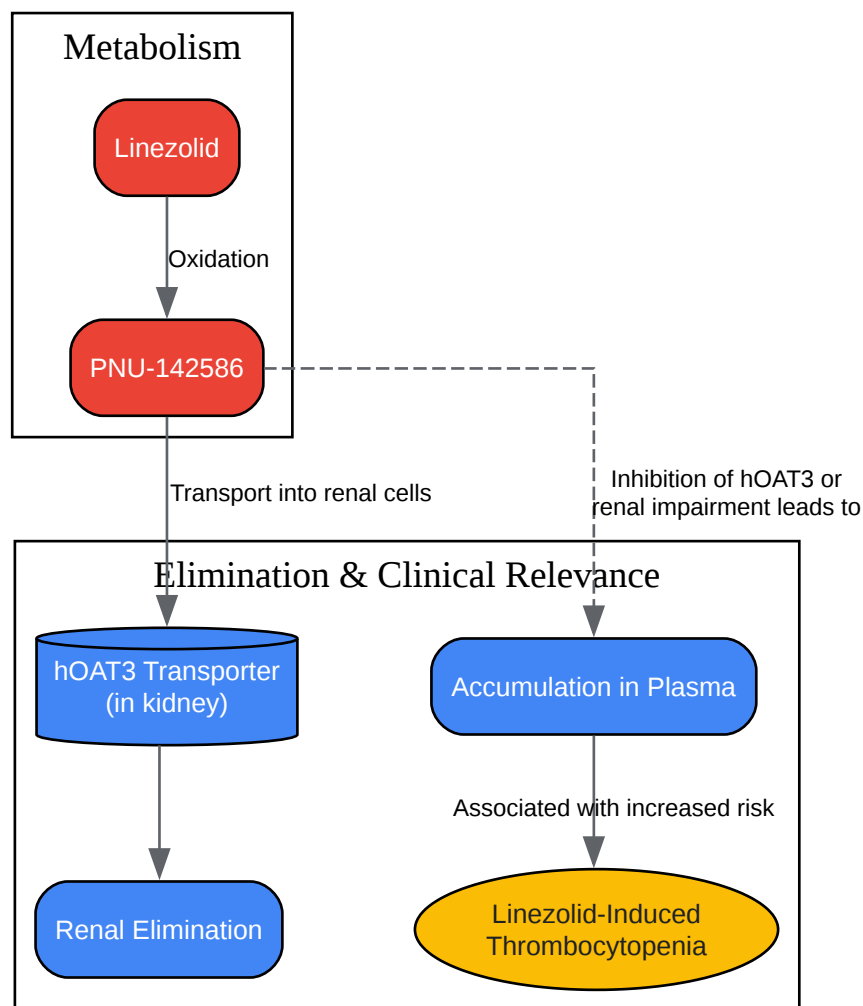 Metabolism
Linezolid
Oxidation
PNU-142586
Transport into renal cells
Inhibition of hOAT3 or
renal impairment leads to
Elimination & Clinical Relevance
hOAT3 Transporter
(in kidney)
Accumulation in Plasma
Associated with increased risk
Renal Elimination
Linezolid-Induced
Thrombocytopenia